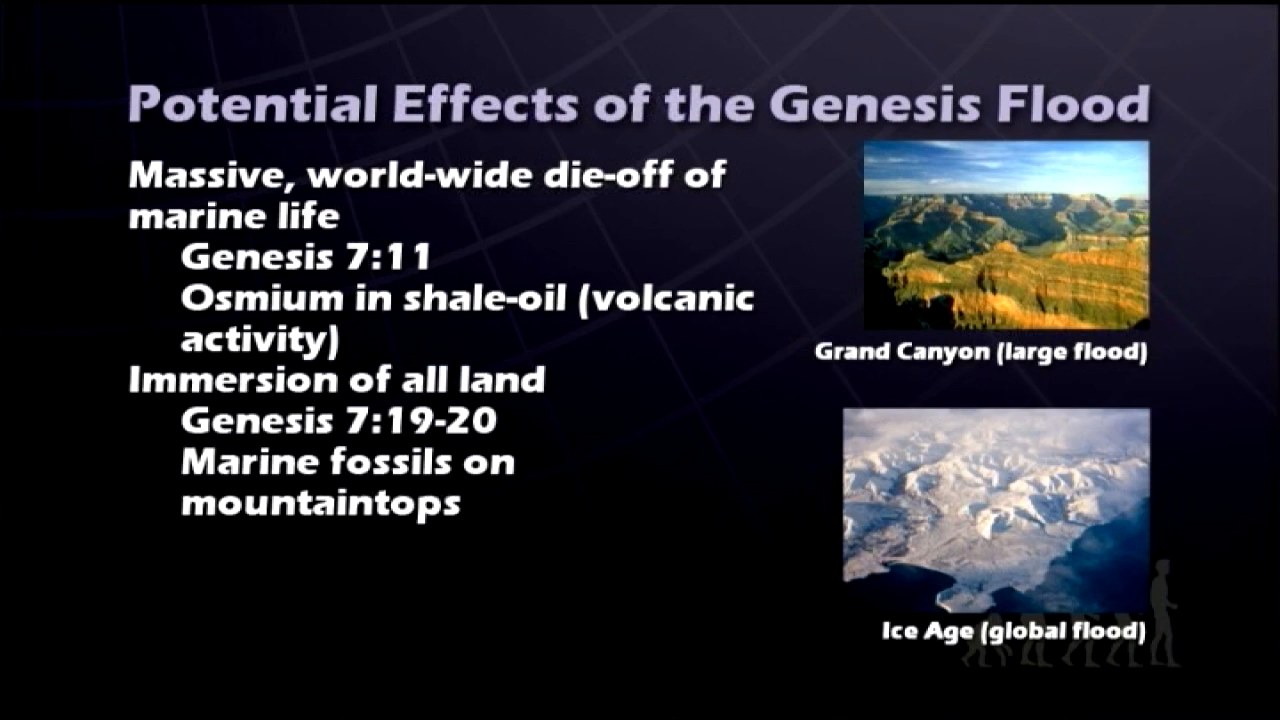 Potential Effects of the Genesis Flood
Massive, world-wide die-off of
marine life
Genesis 7:11
Osmium in shale-oil (volcanic
activity)
Immersion of all land
Genesis 7:19-20
Marine fossils on
mountaintops
Grand Canyon (large flood)
Ice Age (global flood)